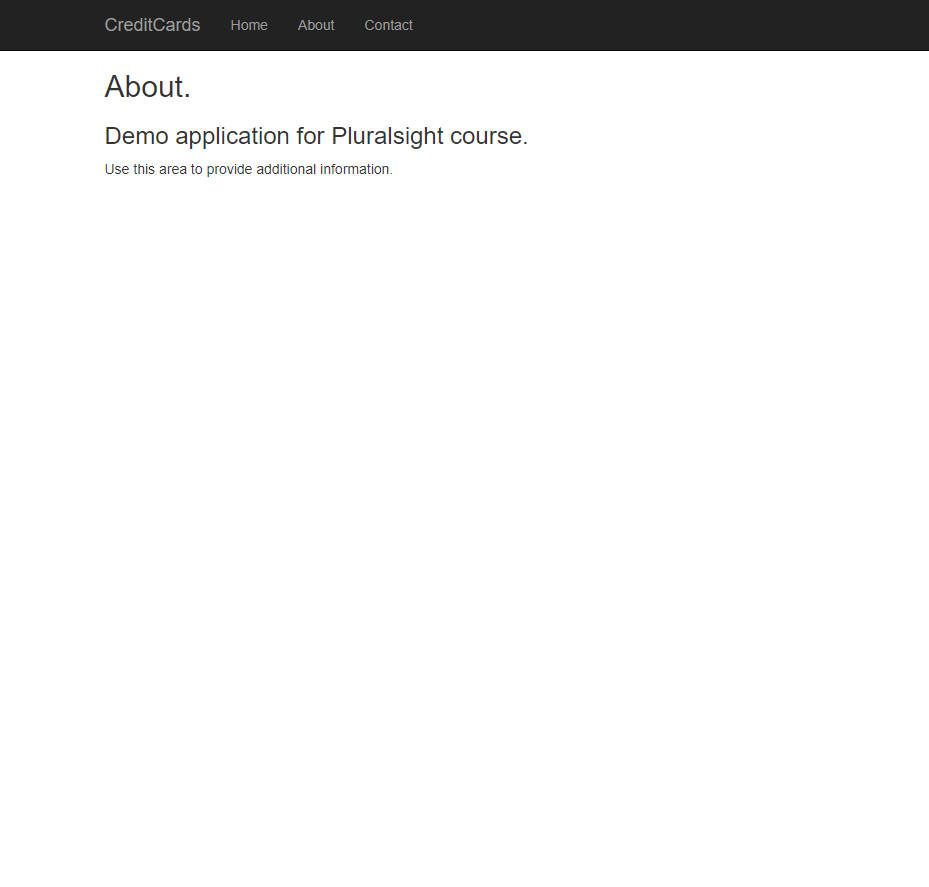 CreditCards Home About Contact
About.
Demo application for Pluralsight course.
Use this area to provide additional information.